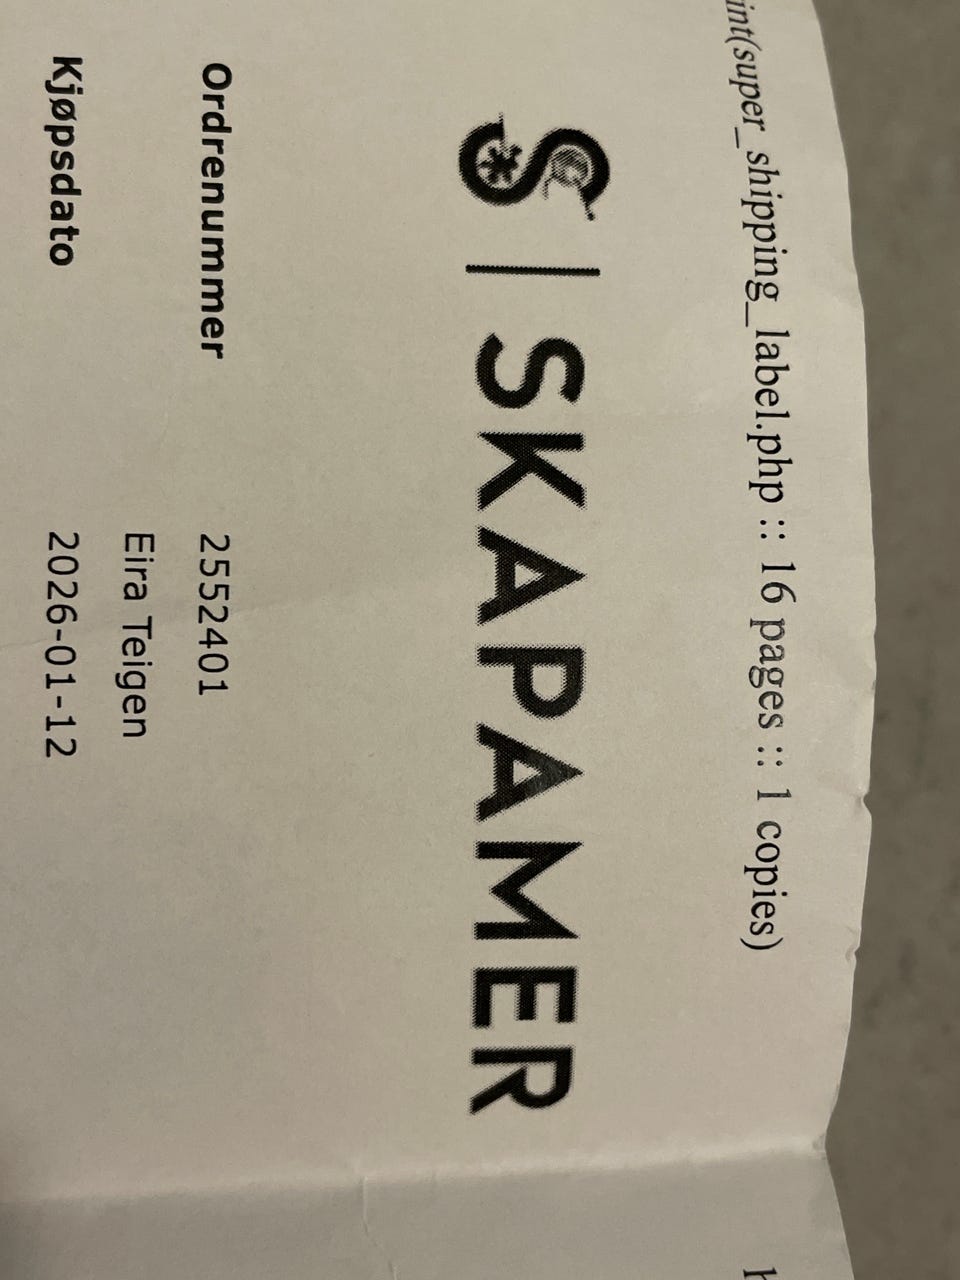 int(super_shipping_label.php :: 16 pages :: 1 copies)
S | SKAPAMER
Ordrenummer 2552401
Eira Teigen
Kjøpsdato 2026-01-12